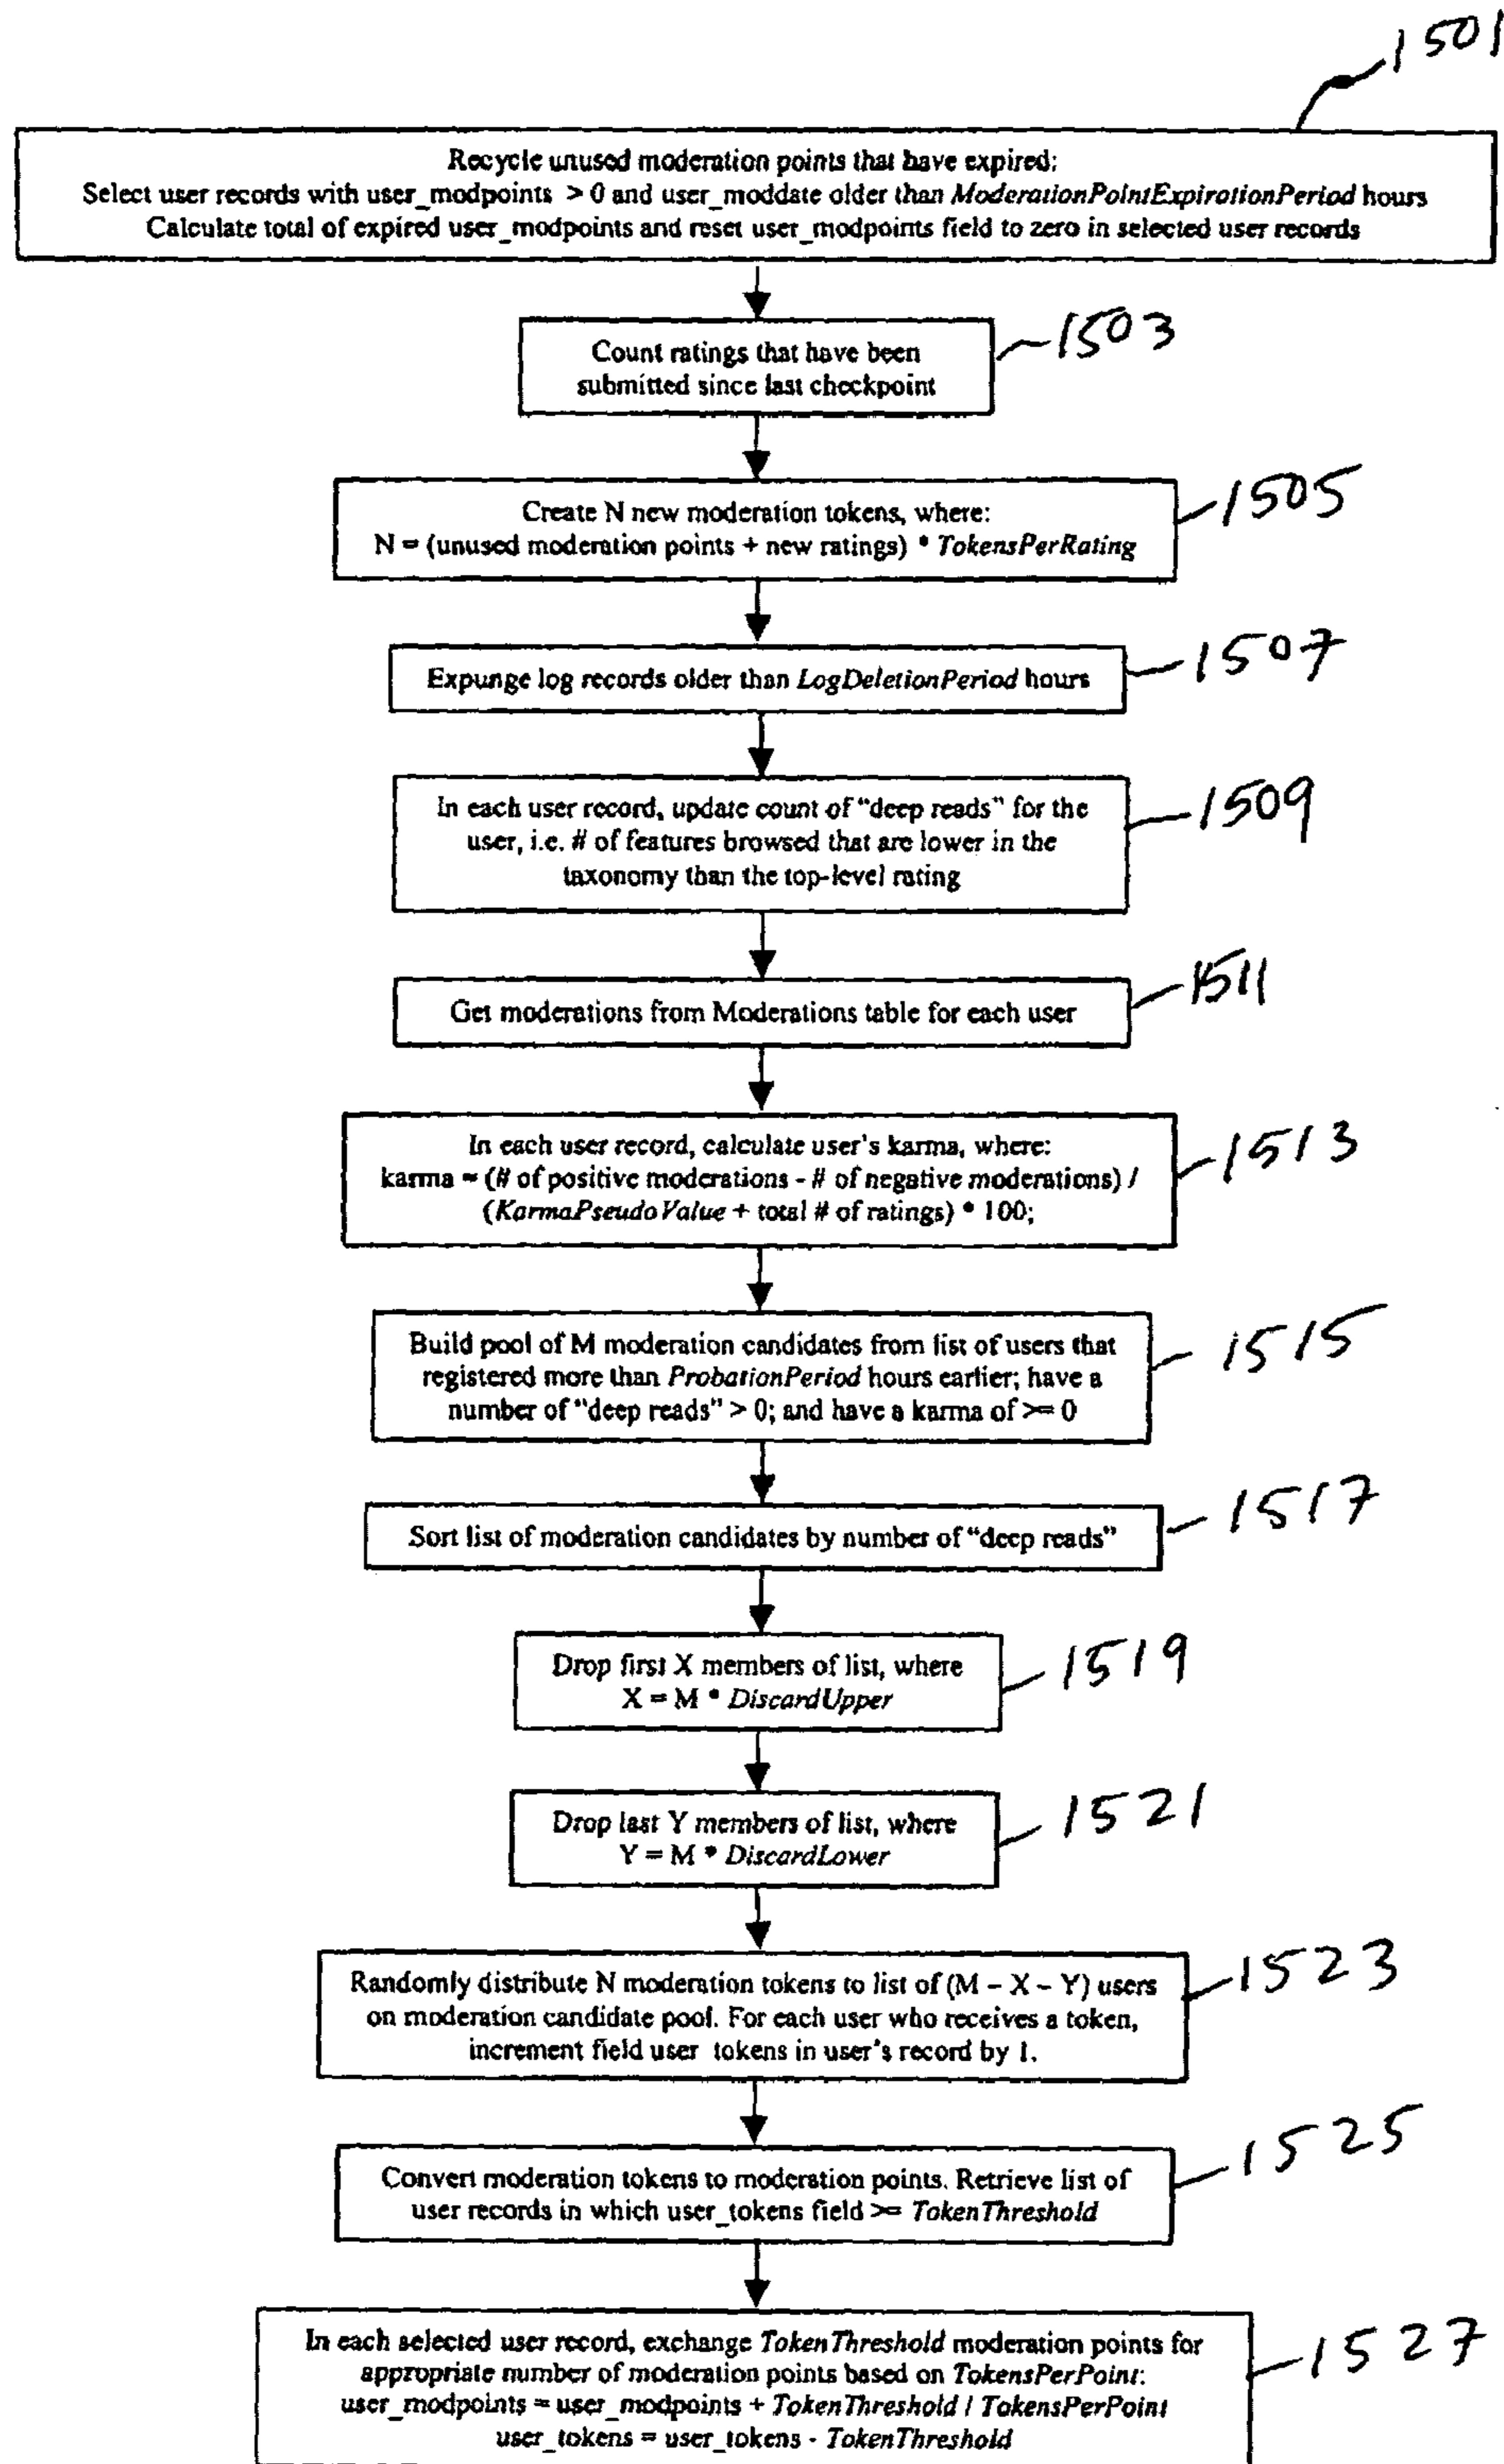 1501
Recycle unused moderation points that have expired:
Select user records with user_modpoints > 0 and user_moddate older than ModerationPointExpirationPeriod hours
Calculate total of expired user_modpoints and reset user_modpoints field to zero in selected user records
1503
Count ratings that have been
submitted since last checkpoint
1505
Create N new moderation tokens, where:
N = (unused moderation points + new ratings) * TokensPerRating
1507
Expunge log records older than LogDeletionPeriod hours
1509
In each user record, update count of "deep reads" for the
user, i.e. # of features browsed that are lower in the
taxonomy than the top-level rating
1511
Get moderations from Moderations table for each user
1513
In each user record, calculate user's karma, where:
karma = (# of positive moderations - # of negative moderations) /
(KarmaPseudoValue + total # of ratings) * 100;
1515
Build pool of M moderation candidates from list of users that
registered more than ProbationPeriod hours earlier; have a
number of "deep reads" > 0; and have a karma of >= 0
1517
Sort list of moderation candidates by number of "deep reads"
1519
Drop first X members of list, where
X = M * DiscardUpper
1521
Drop last Y members of list, where
Y = M * DiscardLower
1523
Randomly distribute N moderation tokens to list of (M – X – Y) users
on moderation candidate pool. For each user who receives a token,
increment field user tokens in user's record by 1.
1525
Convert moderation tokens to moderation points. Retrieve list of
user records in which user_tokens field >= TokenThreshold
1527
In each selected user record, exchange TokenThreshold moderation points for
appropriate number of moderation points based on TokensPerPoint:
user_modpoints = user_modpoints + TokenThreshold / TokensPerPoint
user_tokens = user_tokens - TokenThreshold